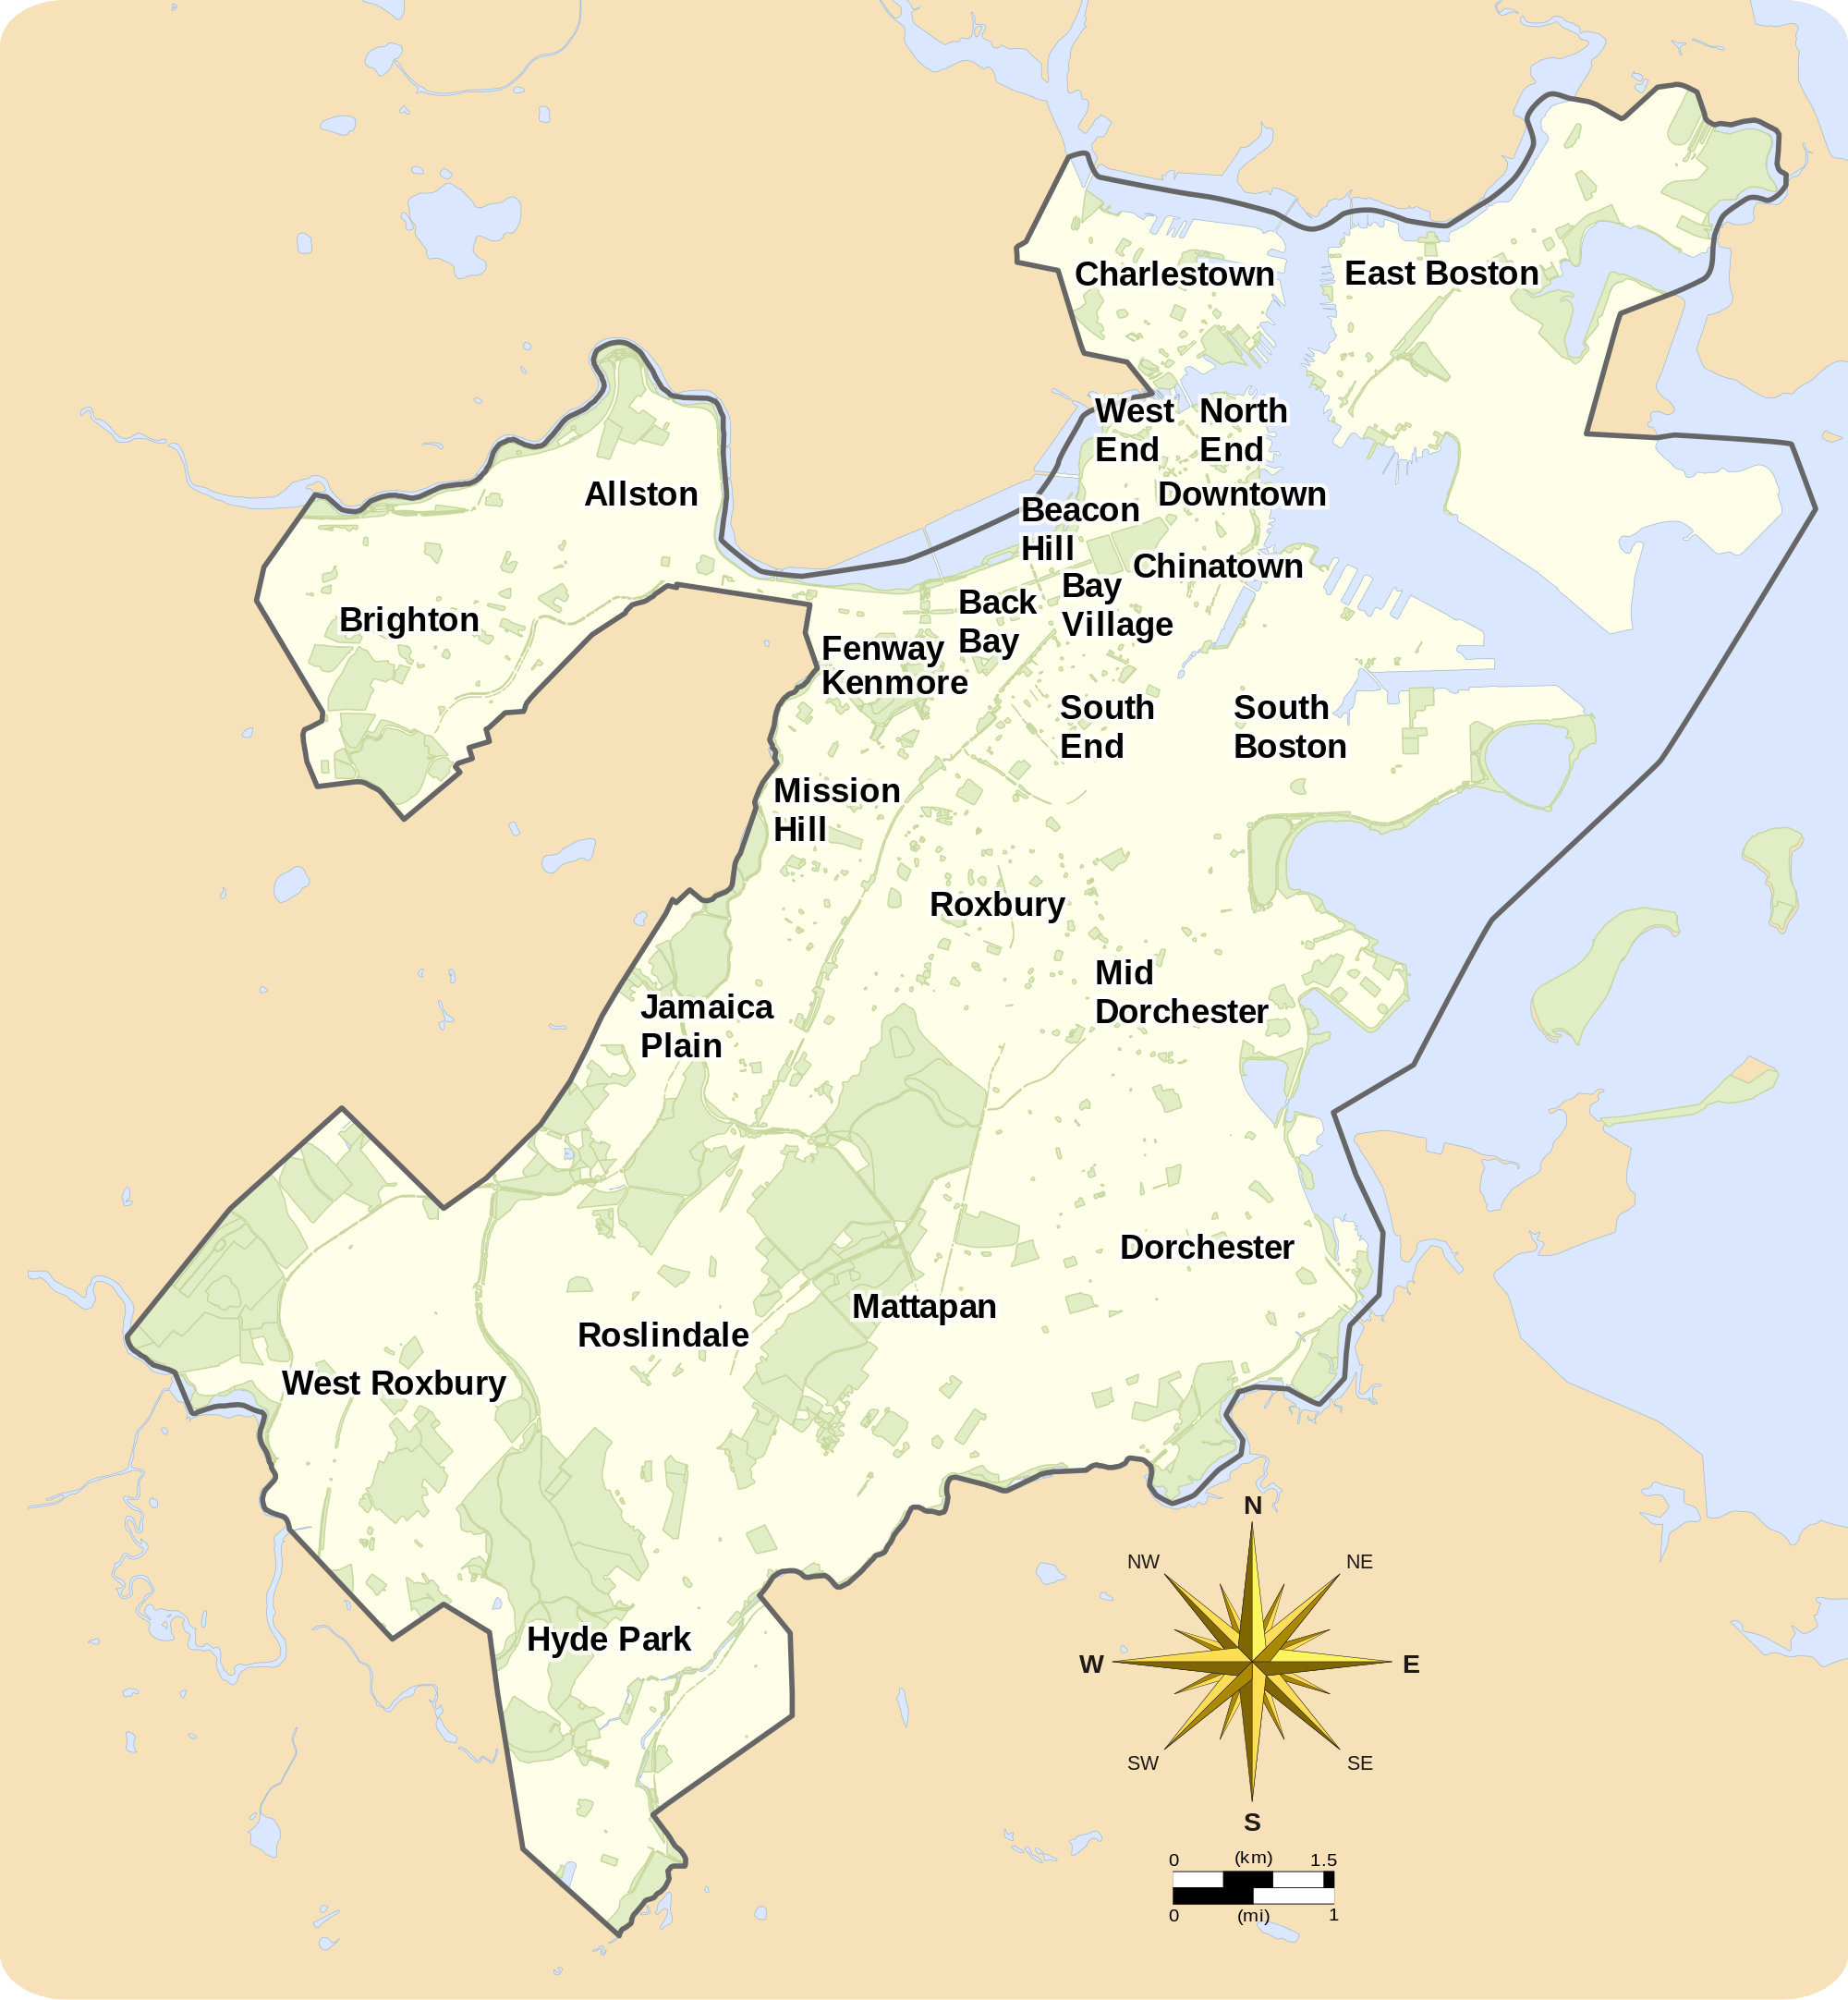 Charlestown
East Boston
West
End
North
End
Allston
Downtown
Beacon
Hill
Chinatown
Bay
Village
Back
Bay
Brighton
Fenway
Kenmore
South
End
South
Boston
Mission
Hill
Roxbury
Mid
Dorchester
Jamaica
Plain
Dorchester
Mattapan
Roslindale
West Roxbury
Hyde Park
N
NW
NE
W
E
SW
SE
S
0 (km) 1.5
0 (mi) 1